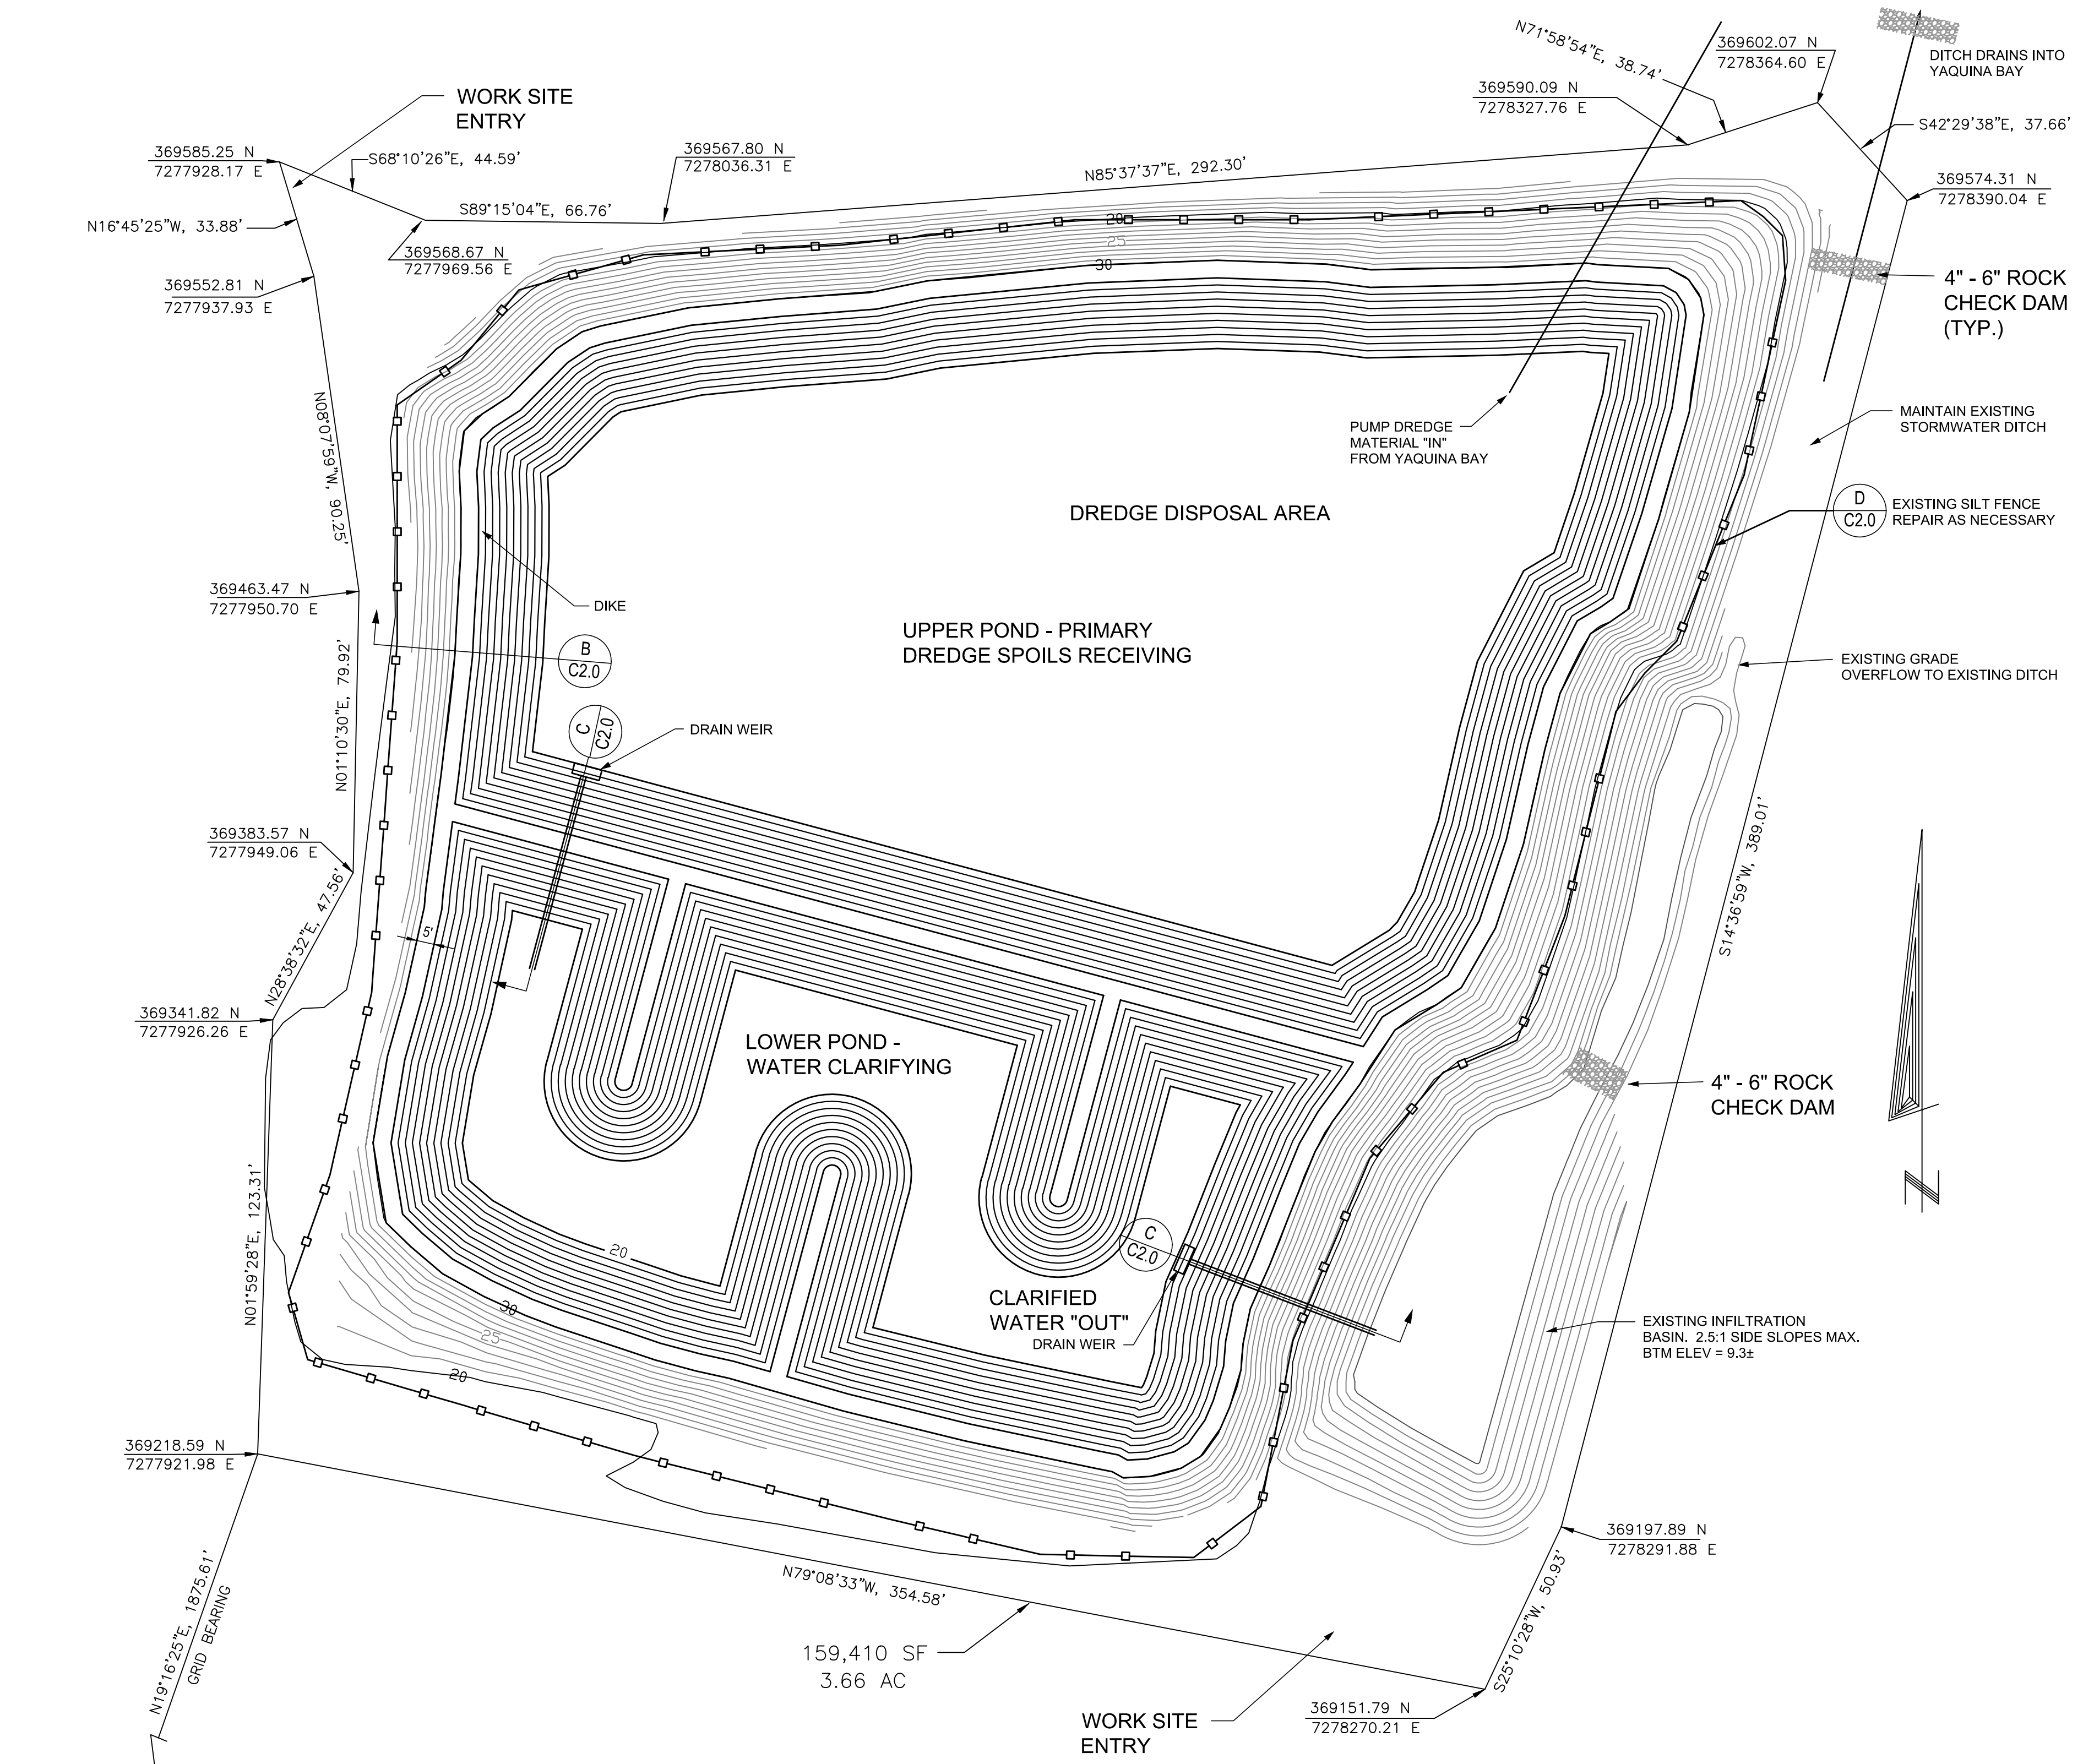 N71°58'54"E, 38.74'
369602.07 N
7278364.60 E
DITCH DRAINS INTO
YAQUINA BAY
369590.09 N
7278327.76 E
S42°29'38"E, 37.66'
WORK SITE
ENTRY
369585.25 N
7277928.17 E
S68°10'26"E, 44.59'
369567.80 N
7278036.31 E
N85°37'37"E, 292.30'
369574.31 N
7278390.04 E
N16°45'25"W, 33.88'
S89°15'04"E, 66.76'
369568.67 N
7277969.56 E
20
25
30
369552.81 N
7277937.93 E
4" - 6" ROCK
CHECK DAM
(TYP.)
N08°07'59"W, 90.25'
PUMP DREDGE
MATERIAL "IN"
FROM YAQUINA BAY
MAINTAIN EXISTING
STORMWATER DITCH
DREDGE DISPOSAL AREA
D
C2.0
EXISTING SILT FENCE
REPAIR AS NECESSARY
369463.47 N
7277950.70 E
DIKE
B
C2.0
UPPER POND - PRIMARY
DREDGE SPOILS RECEIVING
EXISTING GRADE
OVERFLOW TO EXISTING DITCH
N01°10'30"E, 79.92'
C
C2.0
DRAIN WEIR
369383.57 N
7277949.06 E
S14°36'59"W, 389.01'
N28°38'32"E, 47.56'
5'
369341.82 N
7277926.26 E
LOWER POND -
WATER CLARIFYING
4" - 6" ROCK
CHECK DAM
N
N01°59'28"E, 123.31'
20
C
C2.0
30
25
20
CLARIFIED
WATER "OUT"
DRAIN WEIR
EXISTING INFILTRATION
BASIN. 2.5:1 SIDE SLOPES MAX.
BTM ELEV = 9.3±
369218.59 N
7277921.98 E
369197.89 N
7278291.88 E
N79°08'33"W, 354.58'
S25°10'28"W, 50.93'
N19°16'25"E, 1875.61'
GRID BEARING
159,410 SF
3.66 AC
WORK SITE
ENTRY
369151.79 N
7278270.21 E